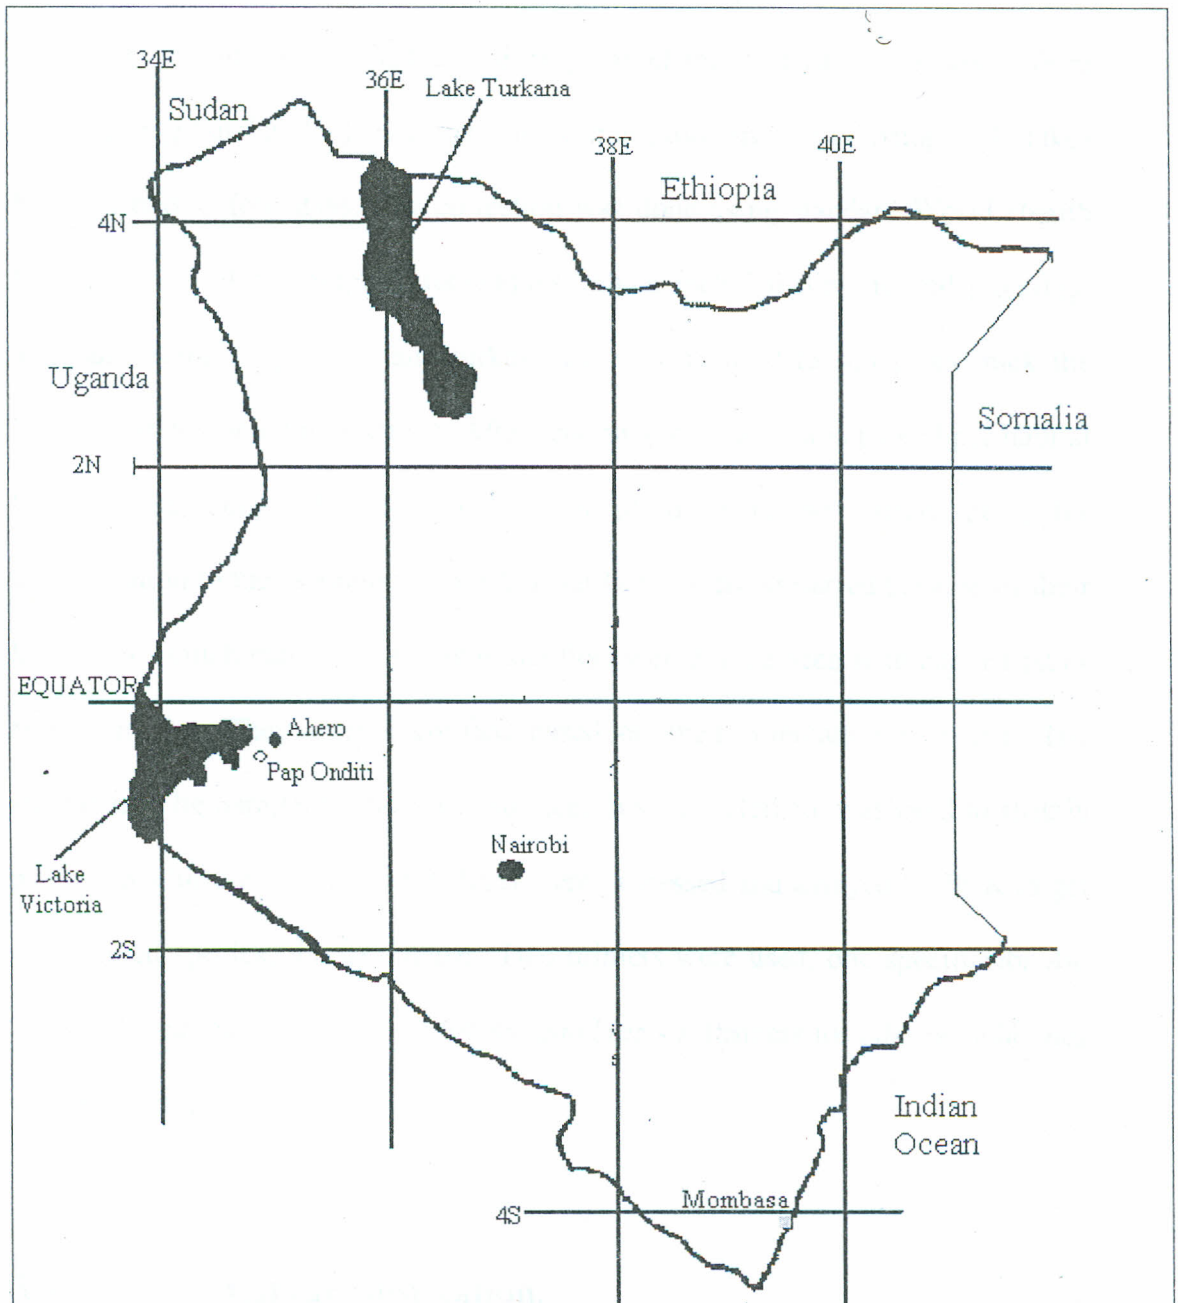 34E
36E
Lake Turkana
Sudan
38E
40E
Ethiopia
4N
Uganda
Somalia
2N
EQUATOR
Ahero
Pap Onditi
Nairobi
Lake
Victoria
2S
Indian
Ocean
Mombasa
4S